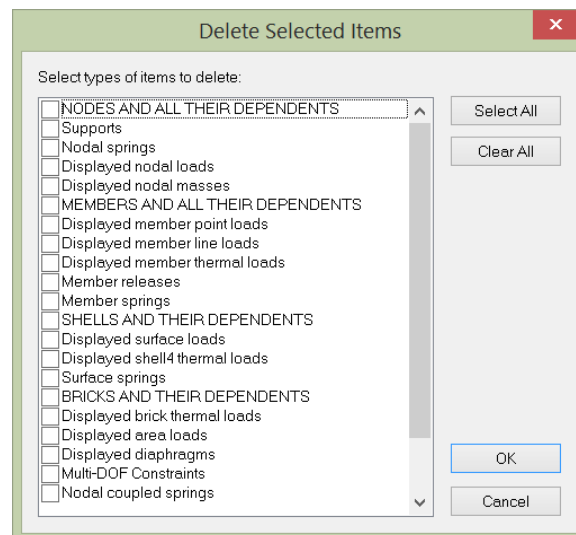 Delete Selected Items
Select types of items to delete:
NODES AND ALL THEIR DEPENDENTS
Supports
Nodal springs
Displayed nodal loads
Displayed nodal masses
MEMBERS AND ALL THEIR DEPENDENTS
Displayed member point loads
Displayed member line loads
Displayed member thermal loads
Member releases
Member springs
SHELLS AND THEIR DEPENDENTS
Displayed surface loads
Displayed shell4 thermal loads
Surface springs
BRICKS AND THEIR DEPENDENTS
Displayed brick thermal loads
Displayed area loads
Displayed diaphragms
Multi-DOF Constraints
Nodal coupled springs
Select All
Clear All
OK
Cancel